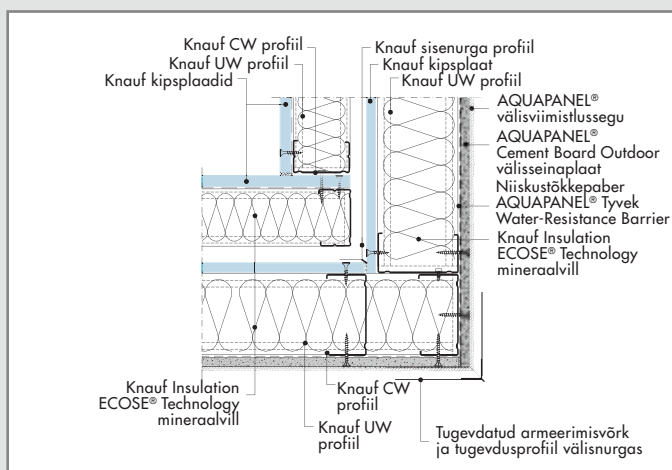 Knauf CW profiil
Knauf UW profiil
Knauf kipsplaadid
Knauf sisenurga profiil
Knauf kipsplaat
Knauf UW profiil
AQUAPANEL®
välisviimistlussegu
AQUAPANEL®
Cement Board Outdoor
välisseinaplaat
Niiskustõkkepaber
AQUAPANEL® Tyvek
Water-Resistance Barrier
Knauf Insulation
ECOSE® Technology
mineraalvill
Knauf Insulation
ECOSE® Technology
mineraalvill
Knauf CW
profiil
Knauf UW
profiil
Tugevdatud armeerimisvõrk
ja tugevdusprofiil välisnurgas